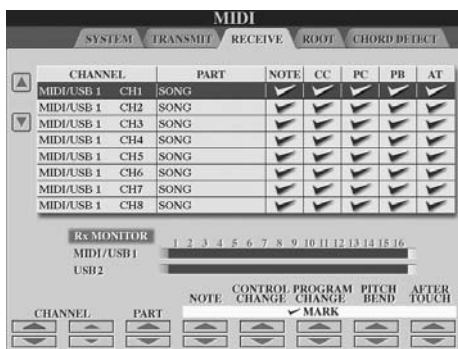 MIDI
SYSTEM TRANSMIT RECEIVE ROOT CHORD DETECT
CHANNEL PART NOTE CC PC PB AT
MIDI/USB 1 CH1 SONG
MIDI/USB 1 CH2 SONG
MIDI/USB 1 CH3 SONG
MIDI/USB 1 CH4 SONG
MIDI/USB 1 CH5 SONG
MIDI/USB 1 CH6 SONG
MIDI/USB 1 CH7 SONG
MIDI/USB 1 CH8 SONG
Rx MONITOR 1 2 3 4 5 6 7 8 9 10 11 12 13 14 15 16
MIDI/USB1
USB2
CHANNEL PART NOTE CONTROL CHANGE PROGRAM CHANGE PITCH BEND AFTER TOUCH
MARK